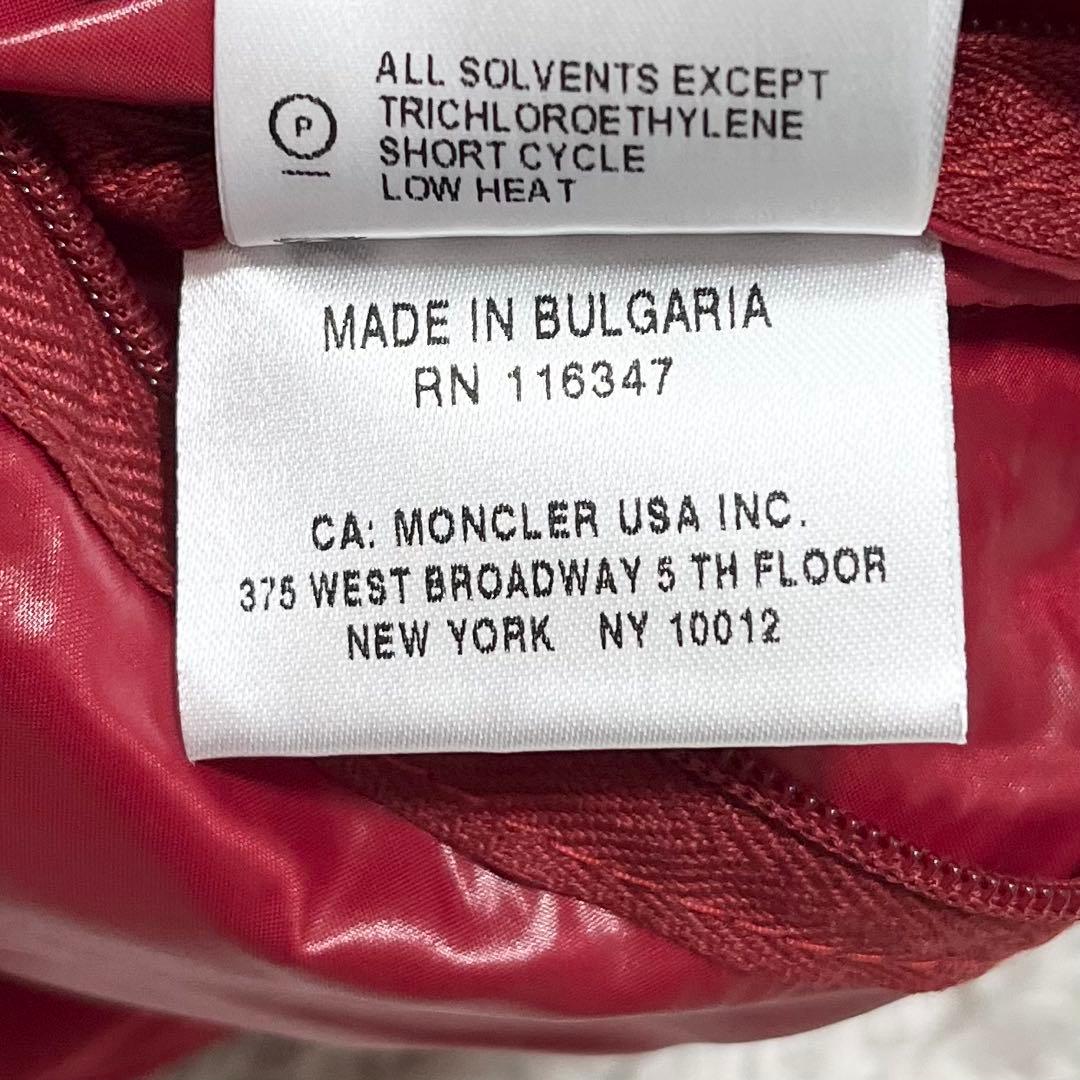 ALL SOLVENTS EXCEPT
P TRICHLOROETHYLENE
SHORT CYCLE
LOW HEAT
MADE IN BULGARIA
RN 116347
CA: MONCLER USA INC.
375 WEST BROADWAY 5 TH FLOOR
NEW YORK NY 10012